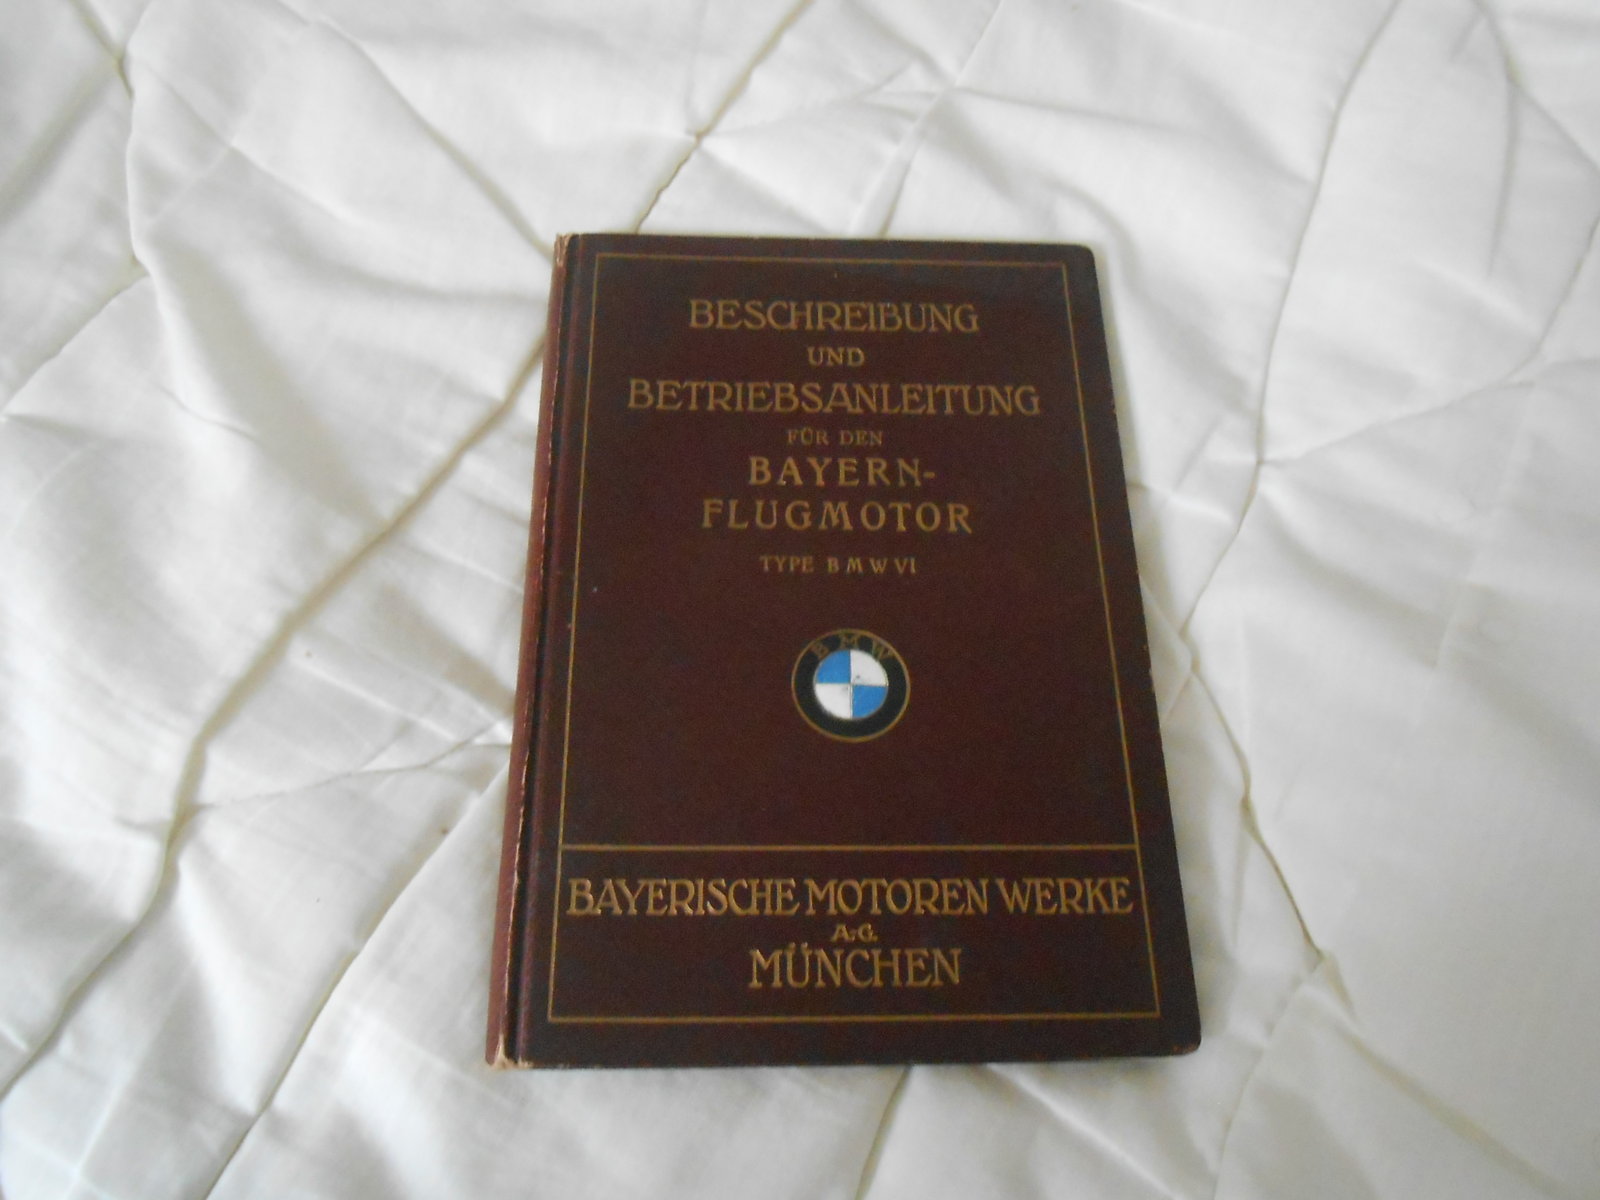 BESCHREIBUNG
UND
BETRIEBSANLEITUNG
FÜR DEN
BAYERN-
FLUGMOTOR
TYPE BMW VI
BMW
BAYERISCHE MOTOREN WERKE
A.-G.
MÜNCHEN